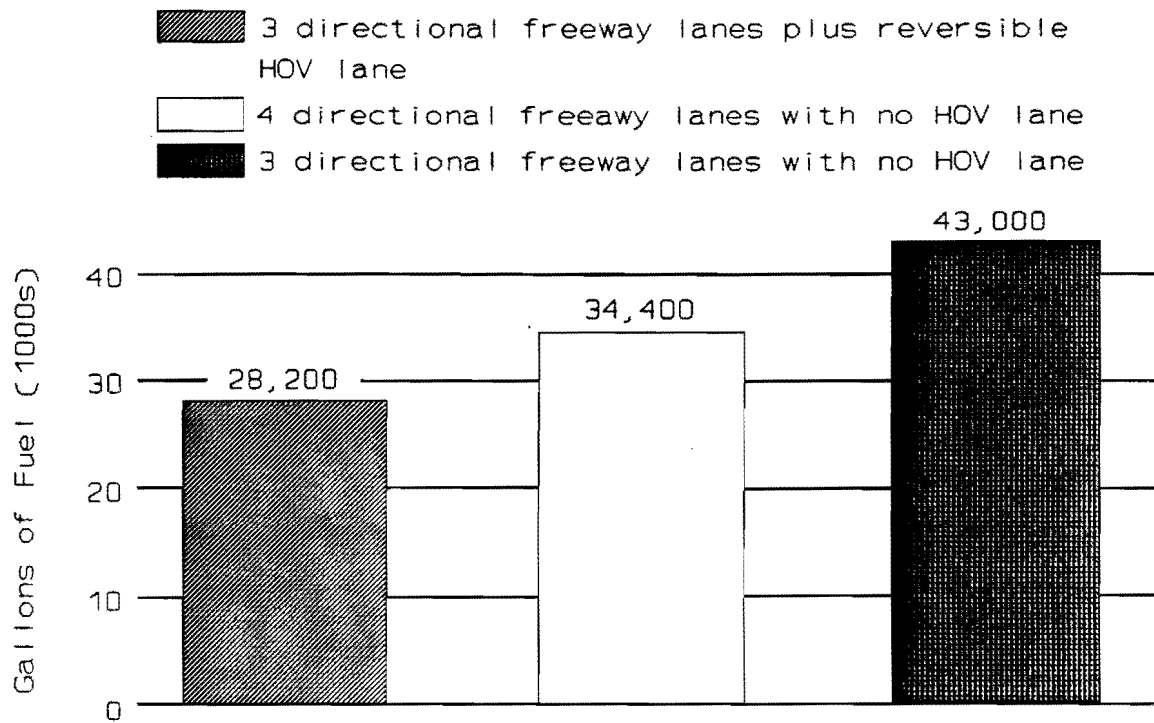 3 directional freeway lanes plus reversible
HOV lane
4 directional freeawy lanes with no HOV lane
3 directional freeway lanes with no HOV lane
43,000
40
34,400
30
28,200
20
10
0
Gallons of Fuel (1000s)